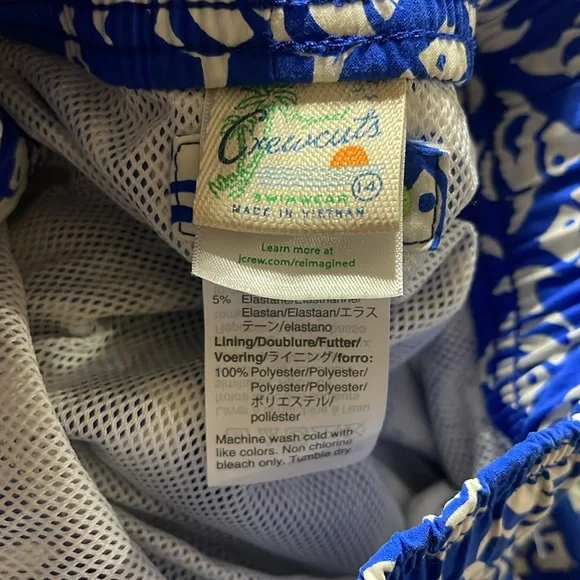 Original
Crewcuts
14
SWIMWEAR
MADE IN VIETNAM
Learn more at
jcrew.com/reimagined
5% Elastane/Élasthanne/
Elastan/Elastaan/エラス
テーン/elastano
Lining/Doublure/Futter/
Voering/ライニング/forro:
100% Polyester/Polyester/
Polyester/Polyester/
ポリエステル/
poliéster
Machine wash cold with
like colors. Non chlorine
bleach only. Tumble dry